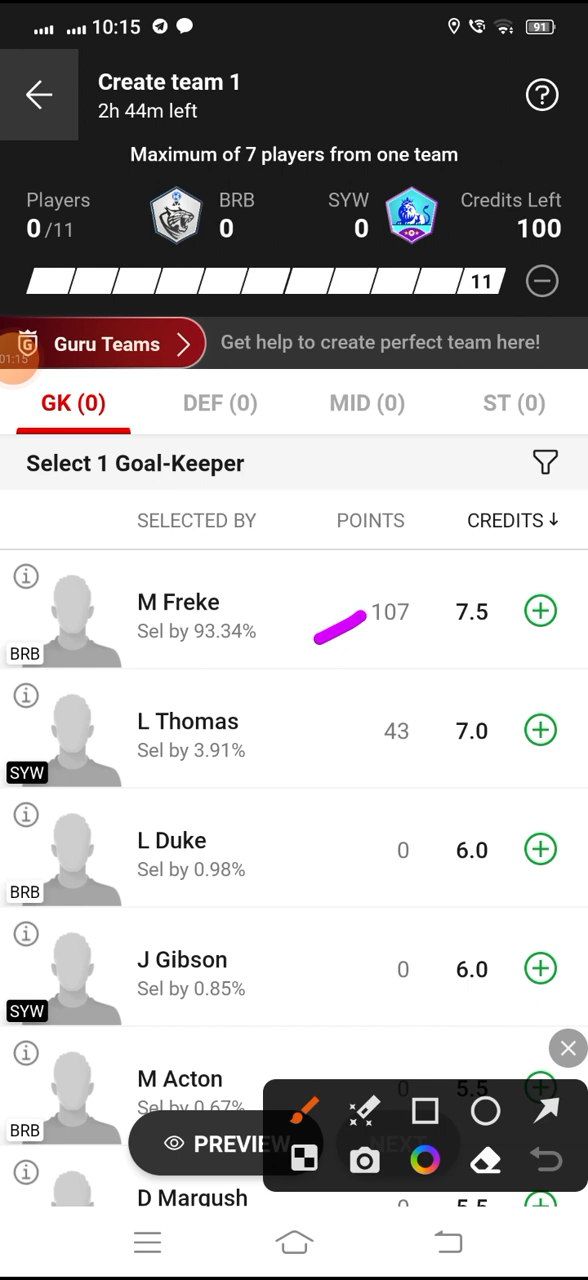 10:15 91
Create team 1
2h 44m left
Maximum of 7 players from one team
Players BRB SYW Credits Left
0/11 0 0 100
11
G Guru Teams Get help to create perfect team here!
01:15
GK (0) DEF (0) MID (0) ST (0)
Select 1 Goal-Keeper
SELECTED BY POINTS CREDITS↓
M Freke 107 7.5
Sel by 93.34%
BRB
L Thomas 43 7.0
Sel by 3.91%
SYW
L Duke 0 6.0
Sel by 0.98%
BRB
J Gibson 0 6.0
Sel by 0.85%
SYW
M Acton 0 5.5
Sel by 0.67%
BRB
PREVIEW NEXT
D Margush 0 5.5